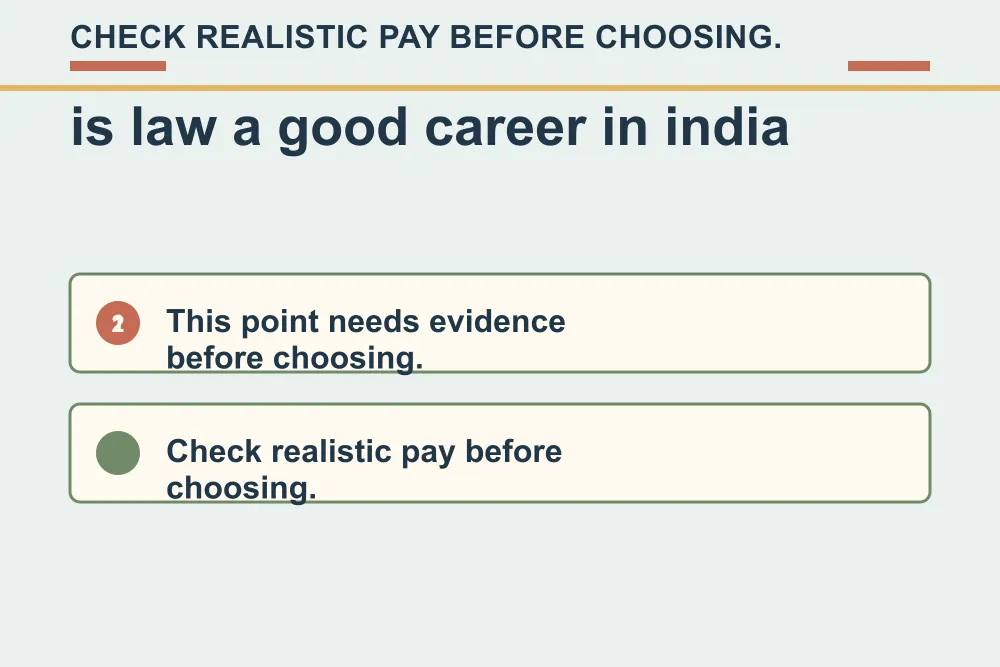 CHECK REALISTIC PAY BEFORE CHOOSING.
is law a good career in india
2
This point needs evidence
before choosing.
Check realistic pay before
choosing.